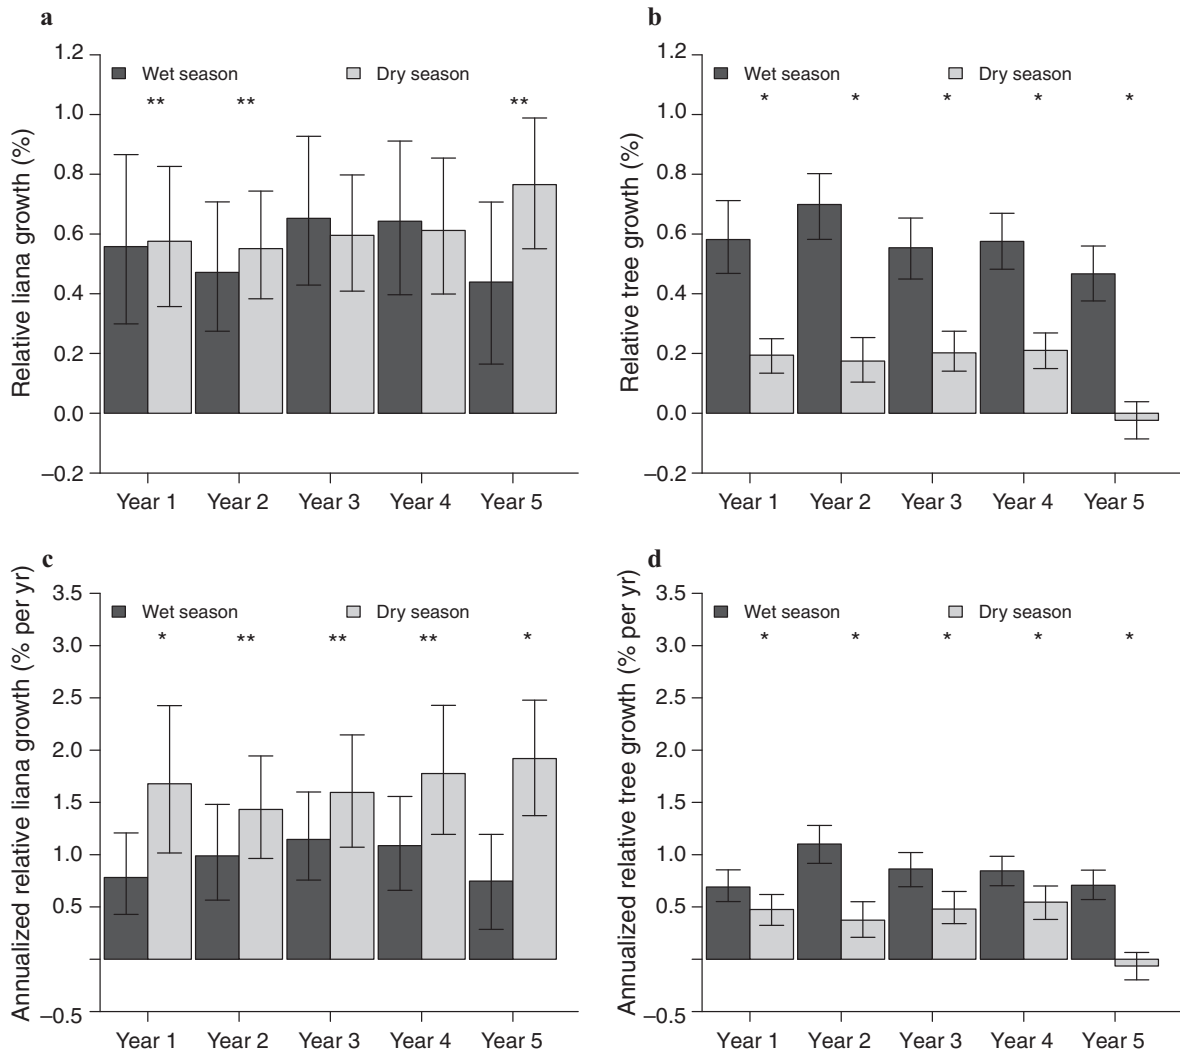 a
Relative liana growth (%)
1.2
1.0
0.8
0.6
0.4
0.2
0.0
–0.2
Wet season
Dry season
** ** **
Year 1 Year 2 Year 3 Year 4 Year 5
b
Relative tree growth (%)
1.2
1.0
0.8
0.6
0.4
0.2
0.0
–0.2
Wet season
Dry season
* * * * *
Year 1 Year 2 Year 3 Year 4 Year 5
c
Annualized relative liana growth (% per yr)
3.5
3.0
2.5
2.0
1.5
1.0
0.5
–0.5
Wet season
Dry season
* ** ** ** *
Year 1 Year 2 Year 3 Year 4 Year 5
d
Annualized relative tree growth (% per yr)
3.5
3.0
2.5
2.0
1.5
1.0
0.5
–0.5
Wet season
Dry season
* * * * *
Year 1 Year 2 Year 3 Year 4 Year 5